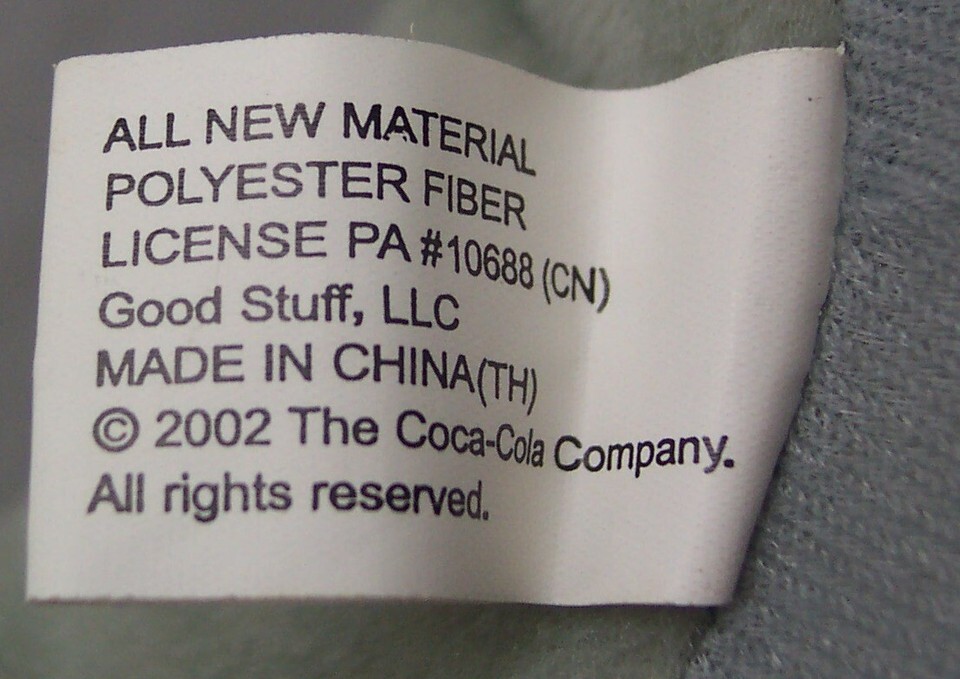 ALL NEW MATERIAL
POLYESTER FIBER
LICENSE PA #10688 (CN)
Good Stuff, LLC
MADE IN CHINA(TH)
© 2002 The Coca-Cola Company.
All rights reserved.